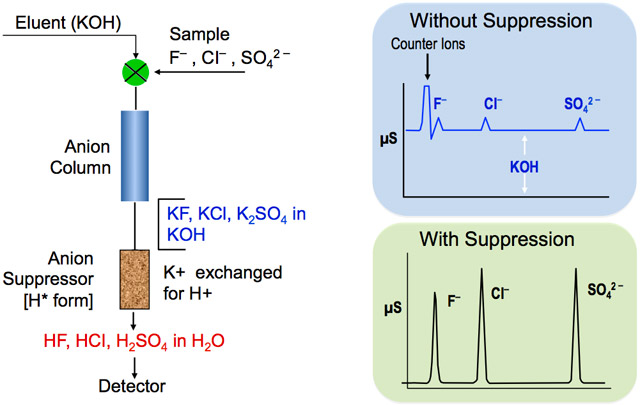 Eluent (KOH)
Sample
F⁻ , Cl⁻ , SO₄²⁻
Anion
Column
KF, KCl, K₂SO₄ in
KOH
Anion
Suppressor
[H* form]
K+ exchanged
for H+
HF, HCl, H₂SO₄ in H₂O
Detector
Without Suppression
Counter Ions
F⁻
Cl⁻
SO₄²⁻
µS
KOH
With Suppression
F⁻
Cl⁻
SO₄²⁻
µS